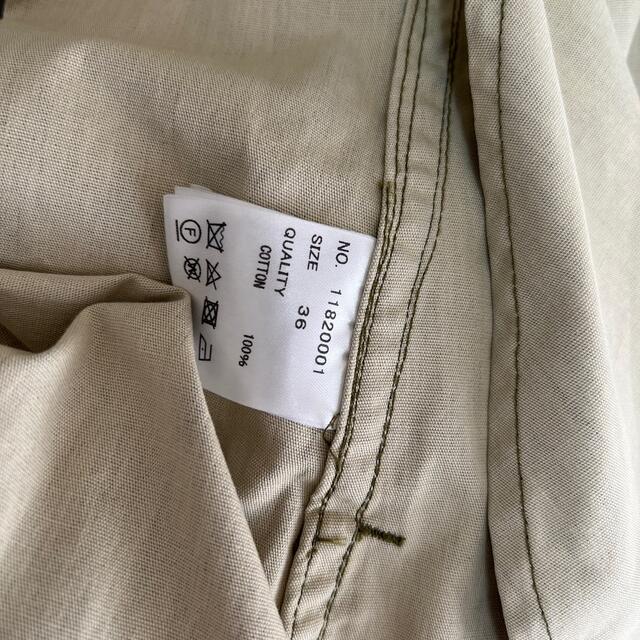 NO. 11820001
SIZE 36
QUALITY
COTTON 100%
F